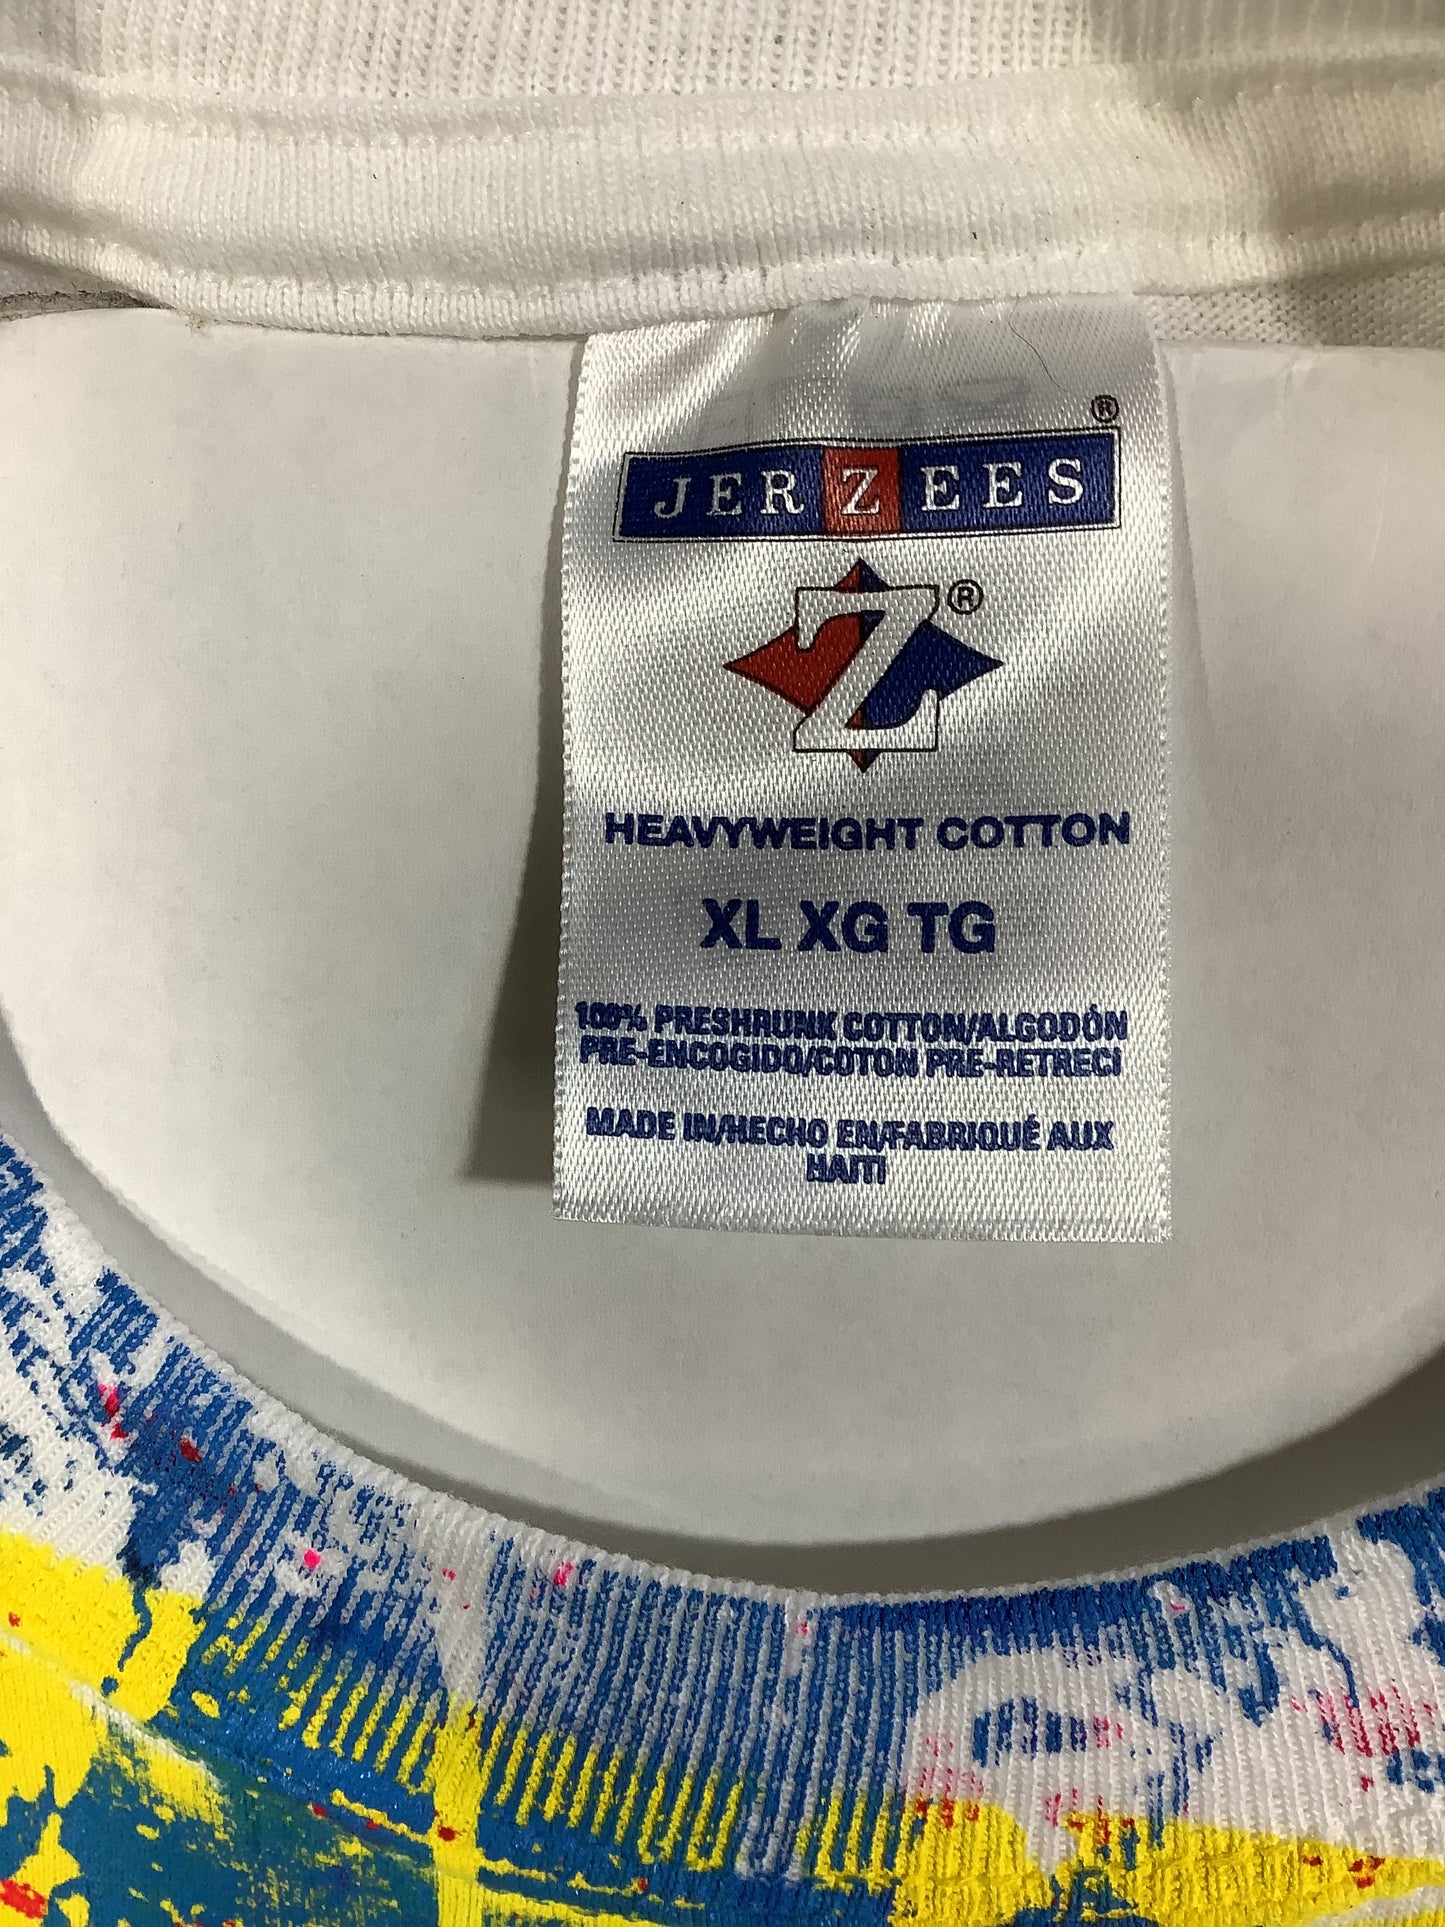 ®
JERZEES
Z®
HEAVYWEIGHT COTTON
XL XG TG
100% PRESHRUNK COTTON/ALGODÓN
PRE-ENCOGIDO/COTON PRE-RETRECI
MADE IN/HECHO EN/FABRIQUÉ AUX
HAITI